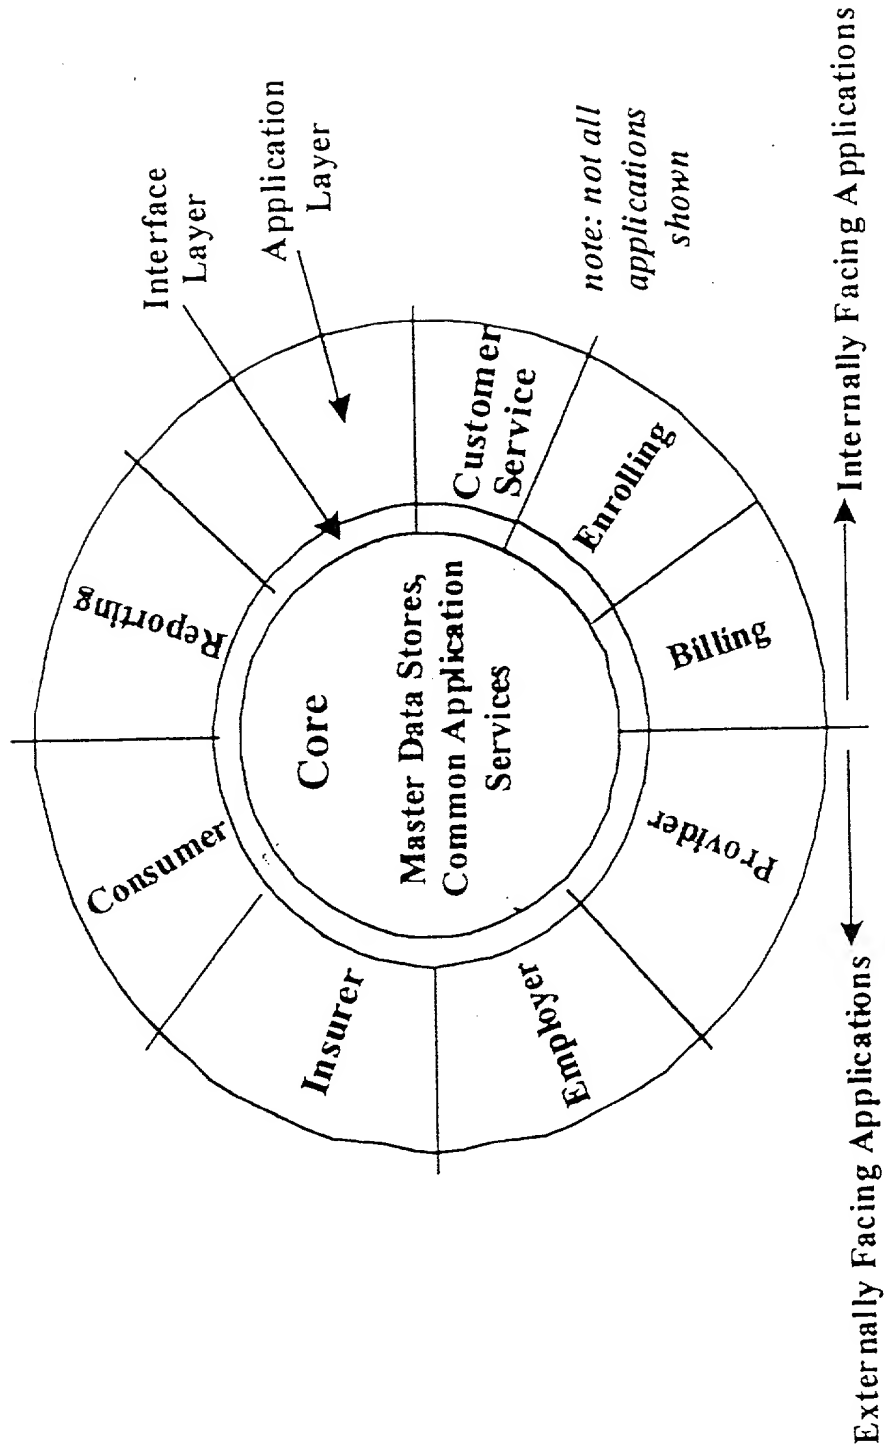 Interface
Layer
Application
Layer
note: not all
applications
shown
Reporting
Consumer
Customer
Service
Core
Master Data Stores,
Common Application
Services
Enrolling
Insurer
Billing
Employer
Provider
Externally Facing Applications
Internally Facing Applications